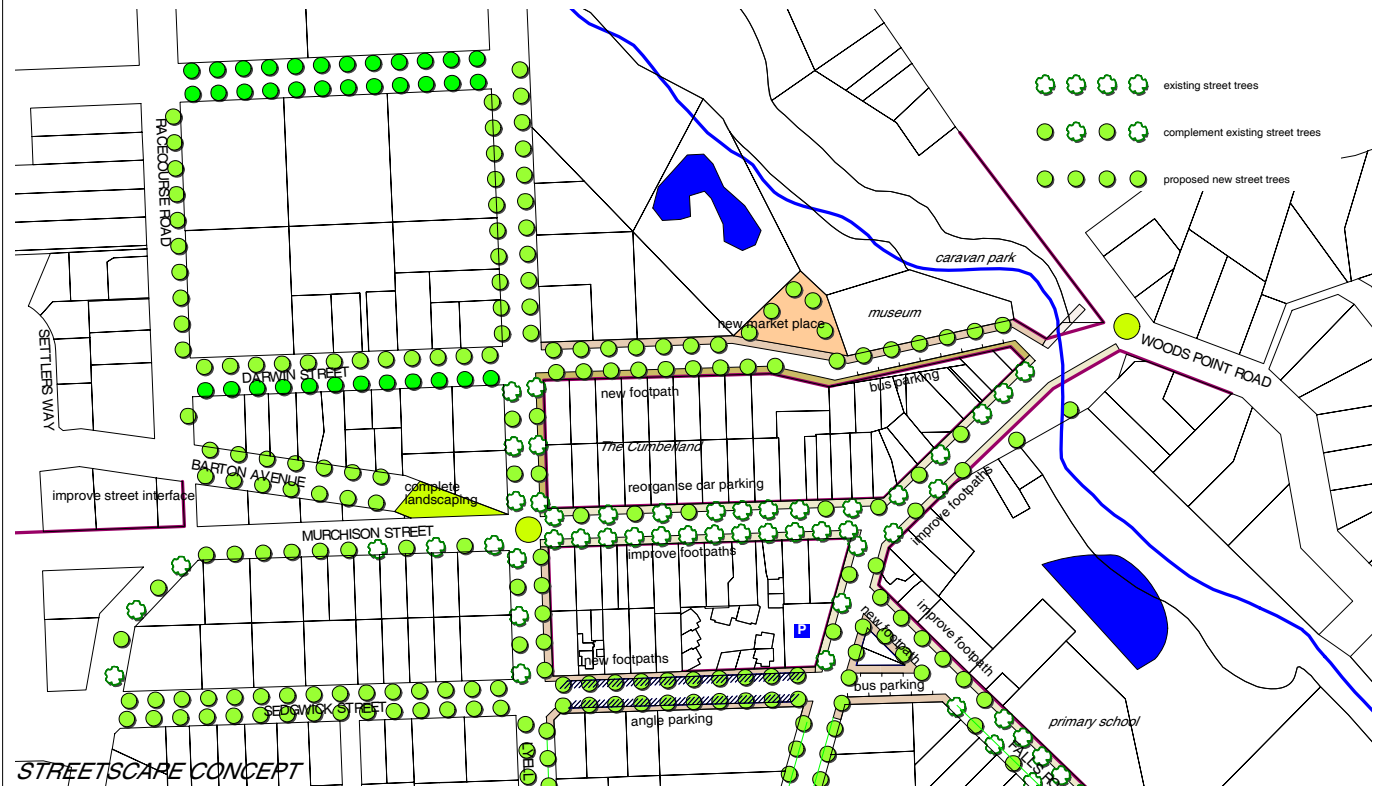 existing street trees
complement existing street trees
proposed new street trees
RACECOURSE ROAD
caravan park
museum
new market place
WOODS POINT ROAD
SETTLERS WAY
DARWIN STREET
bus parking
new footpath
The Cumberland
BARTON AVENUE
complete
landscaping
reorganise car parking
improve street interface
improve footpaths
MURCHISON STREET
improve footpaths
new footpath
improve footpath
P
new footpaths
bus parking
SEDGWICK STREET
angle parking
primary school
LYELL
STREETSCAPE CONCEPT